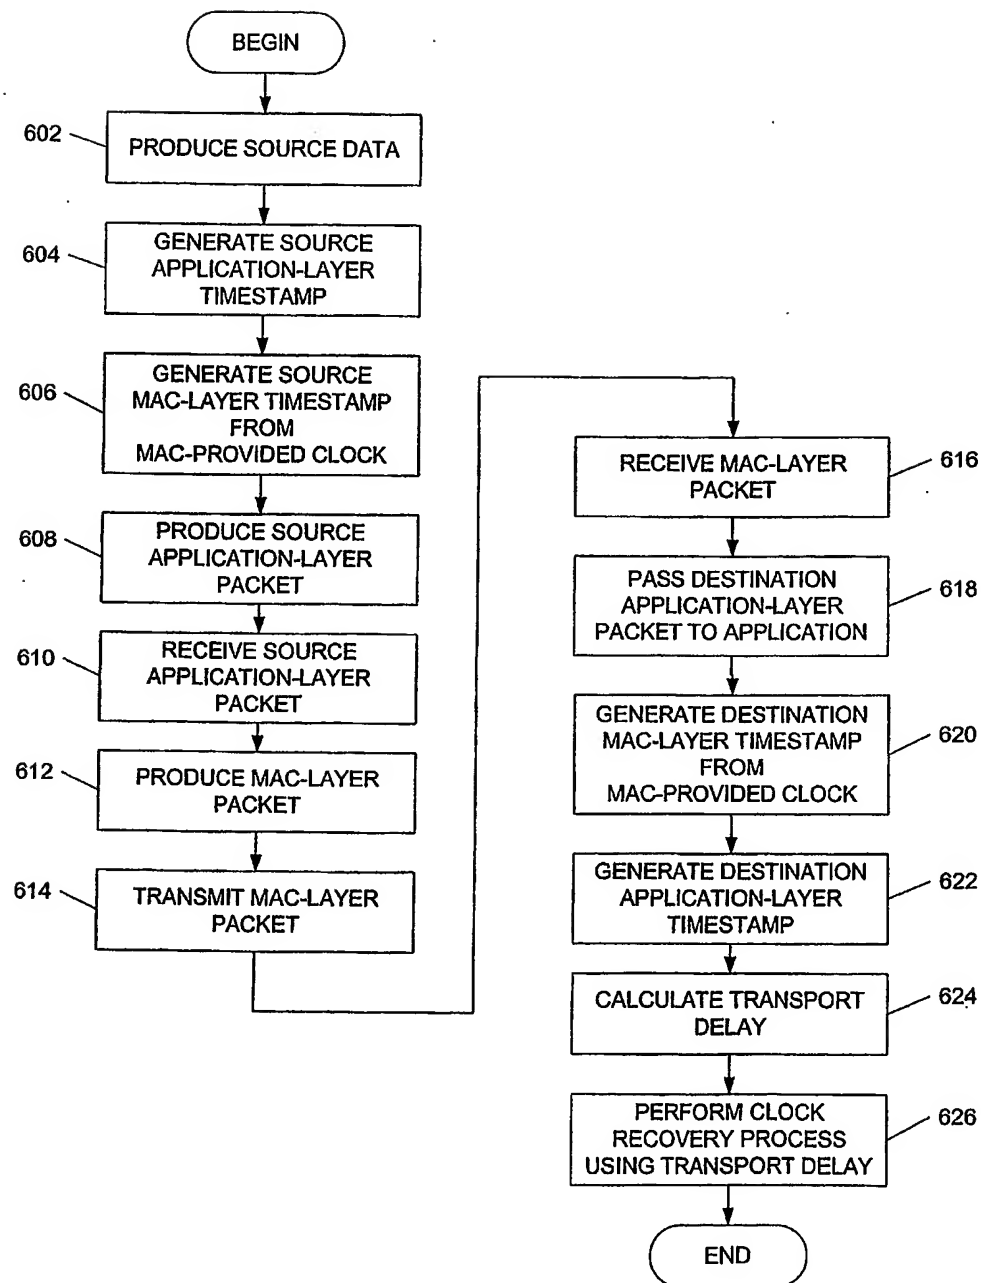 BEGIN
602
PRODUCE SOURCE DATA
604
GENERATE SOURCE
APPLICATION-LAYER
TIMESTAMP
606
GENERATE SOURCE
MAC-LAYER TIMESTAMP
FROM
MAC-PROVIDED CLOCK
608
PRODUCE SOURCE
APPLICATION-LAYER
PACKET
610
RECEIVE SOURCE
APPLICATION-LAYER
PACKET
612
PRODUCE MAC-LAYER
PACKET
614
TRANSMIT MAC-LAYER
PACKET
RECEIVE MAC-LAYER
PACKET
616
PASS DESTINATION
APPLICATION-LAYER
PACKET TO APPLICATION
618
GENERATE DESTINATION
MAC-LAYER TIMESTAMP
FROM
MAC-PROVIDED CLOCK
620
GENERATE DESTINATION
APPLICATION-LAYER
TIMESTAMP
622
CALCULATE TRANSPORT
DELAY
624
PERFORM CLOCK
RECOVERY PROCESS
USING TRANSPORT DELAY
626
END